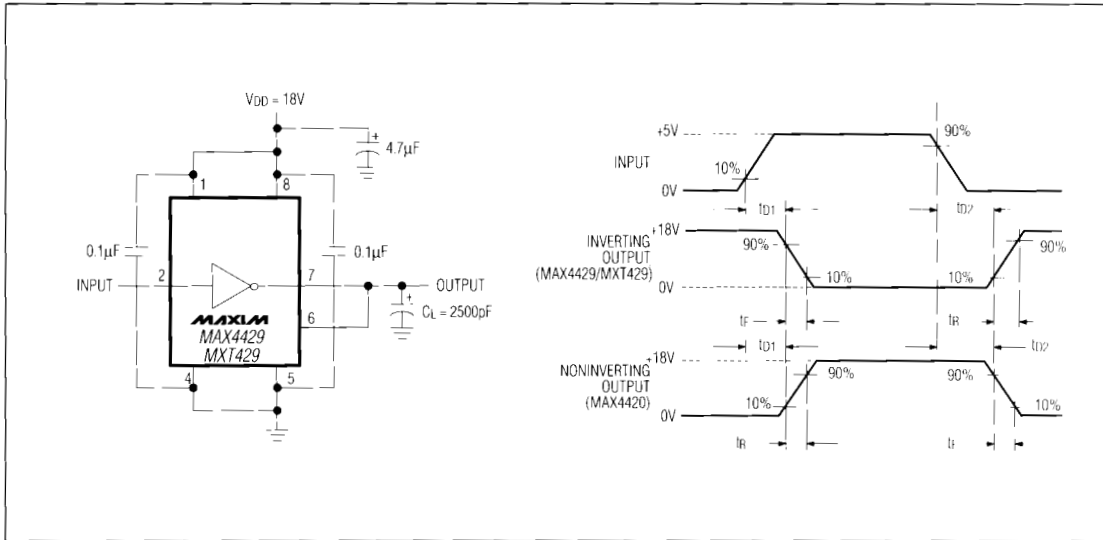 VDD = 18V
+
4.7µF
1
8
0.1µF
0.1µF
INPUT
2
7
OUTPUT
+
CL = 2500pF
6
MAXIM
MAX4429
MXT429
4
5
+5V
90%
INPUT
10%
0V
tD1
tD2
+18V
INVERTING
OUTPUT
(MAX4429/MXT429)
90%
90%
10%
10%
0V
tF
tR
tD1
tD2
+18V
NONINVERTING
OUTPUT
(MAX4420)
90%
90%
10%
10%
0V
tR
tF